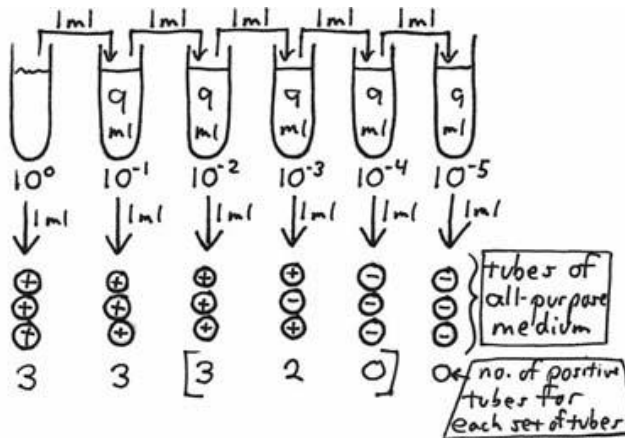 1ml 1ml 1ml 1ml 1ml
9 ml 9 ml 9 ml 9 ml 9 ml
10⁰ 10⁻¹ 10⁻² 10⁻³ 10⁻⁴ 10⁻⁵
1ml 1ml 1ml 1ml 1ml 1ml
+ + + + - -
+ + + - - -
+ + + + - -
3 3 [3 2 0] 0
tubes of
all-purpose
medium
no. of positive
tubes for
each set of tubes